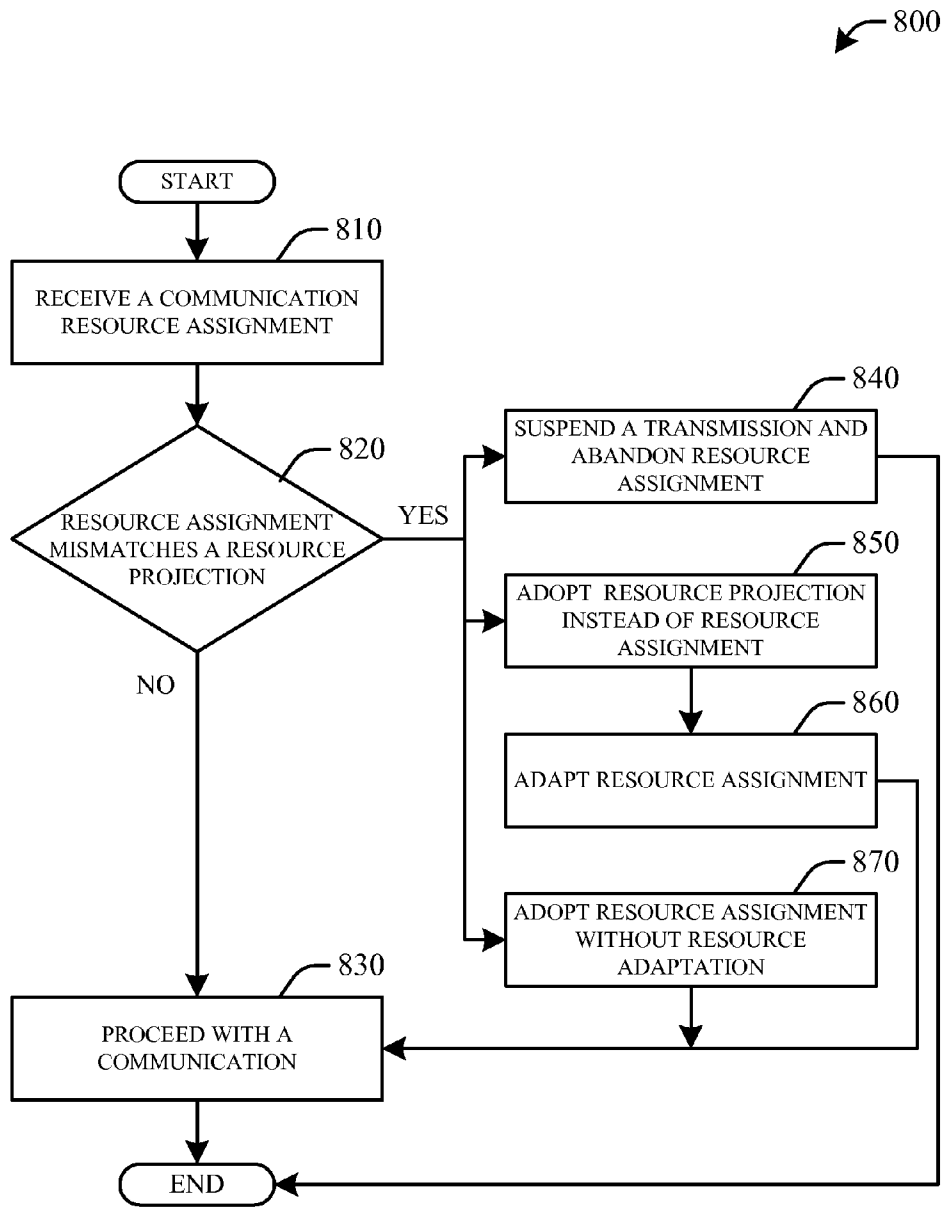 800
START
810
RECEIVE A COMMUNICATION
RESOURCE ASSIGNMENT
820
RESOURCE ASSIGNMENT
MISMATCHES A RESOURCE
PROJECTION
YES
NO
840
SUSPEND A TRANSMISSION AND
ABANDON RESOURCE
ASSIGNMENT
850
ADOPT RESOURCE PROJECTION
INSTEAD OF RESOURCE
ASSIGNMENT
860
ADAPT RESOURCE ASSIGNMENT
870
ADOPT RESOURCE ASSIGNMENT
WITHOUT RESOURCE
ADAPTATION
830
PROCEED WITH A
COMMUNICATION
END